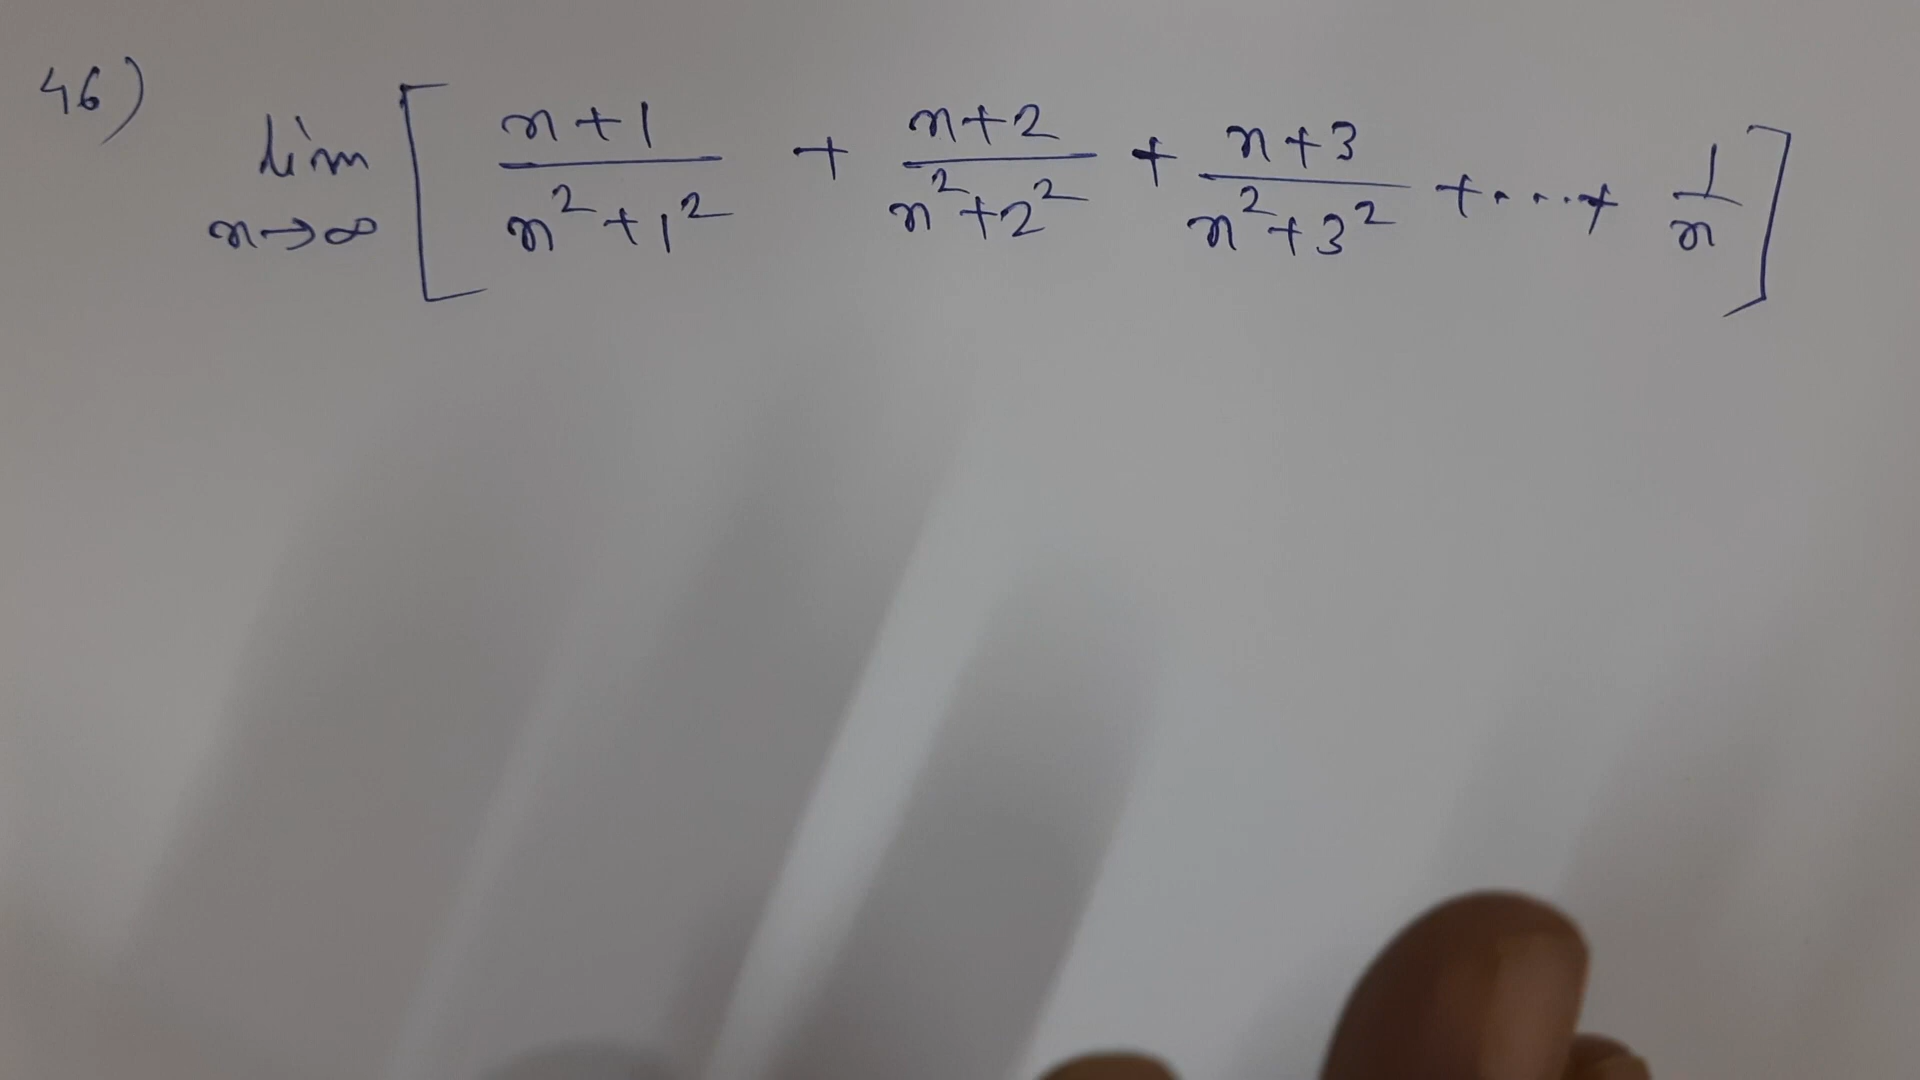 46)
lim n→∞ [ (n+1)/(n²+1²) + (n+2)/(n²+2²) + (n+3)/(n²+3²) +....+ 1/n ]